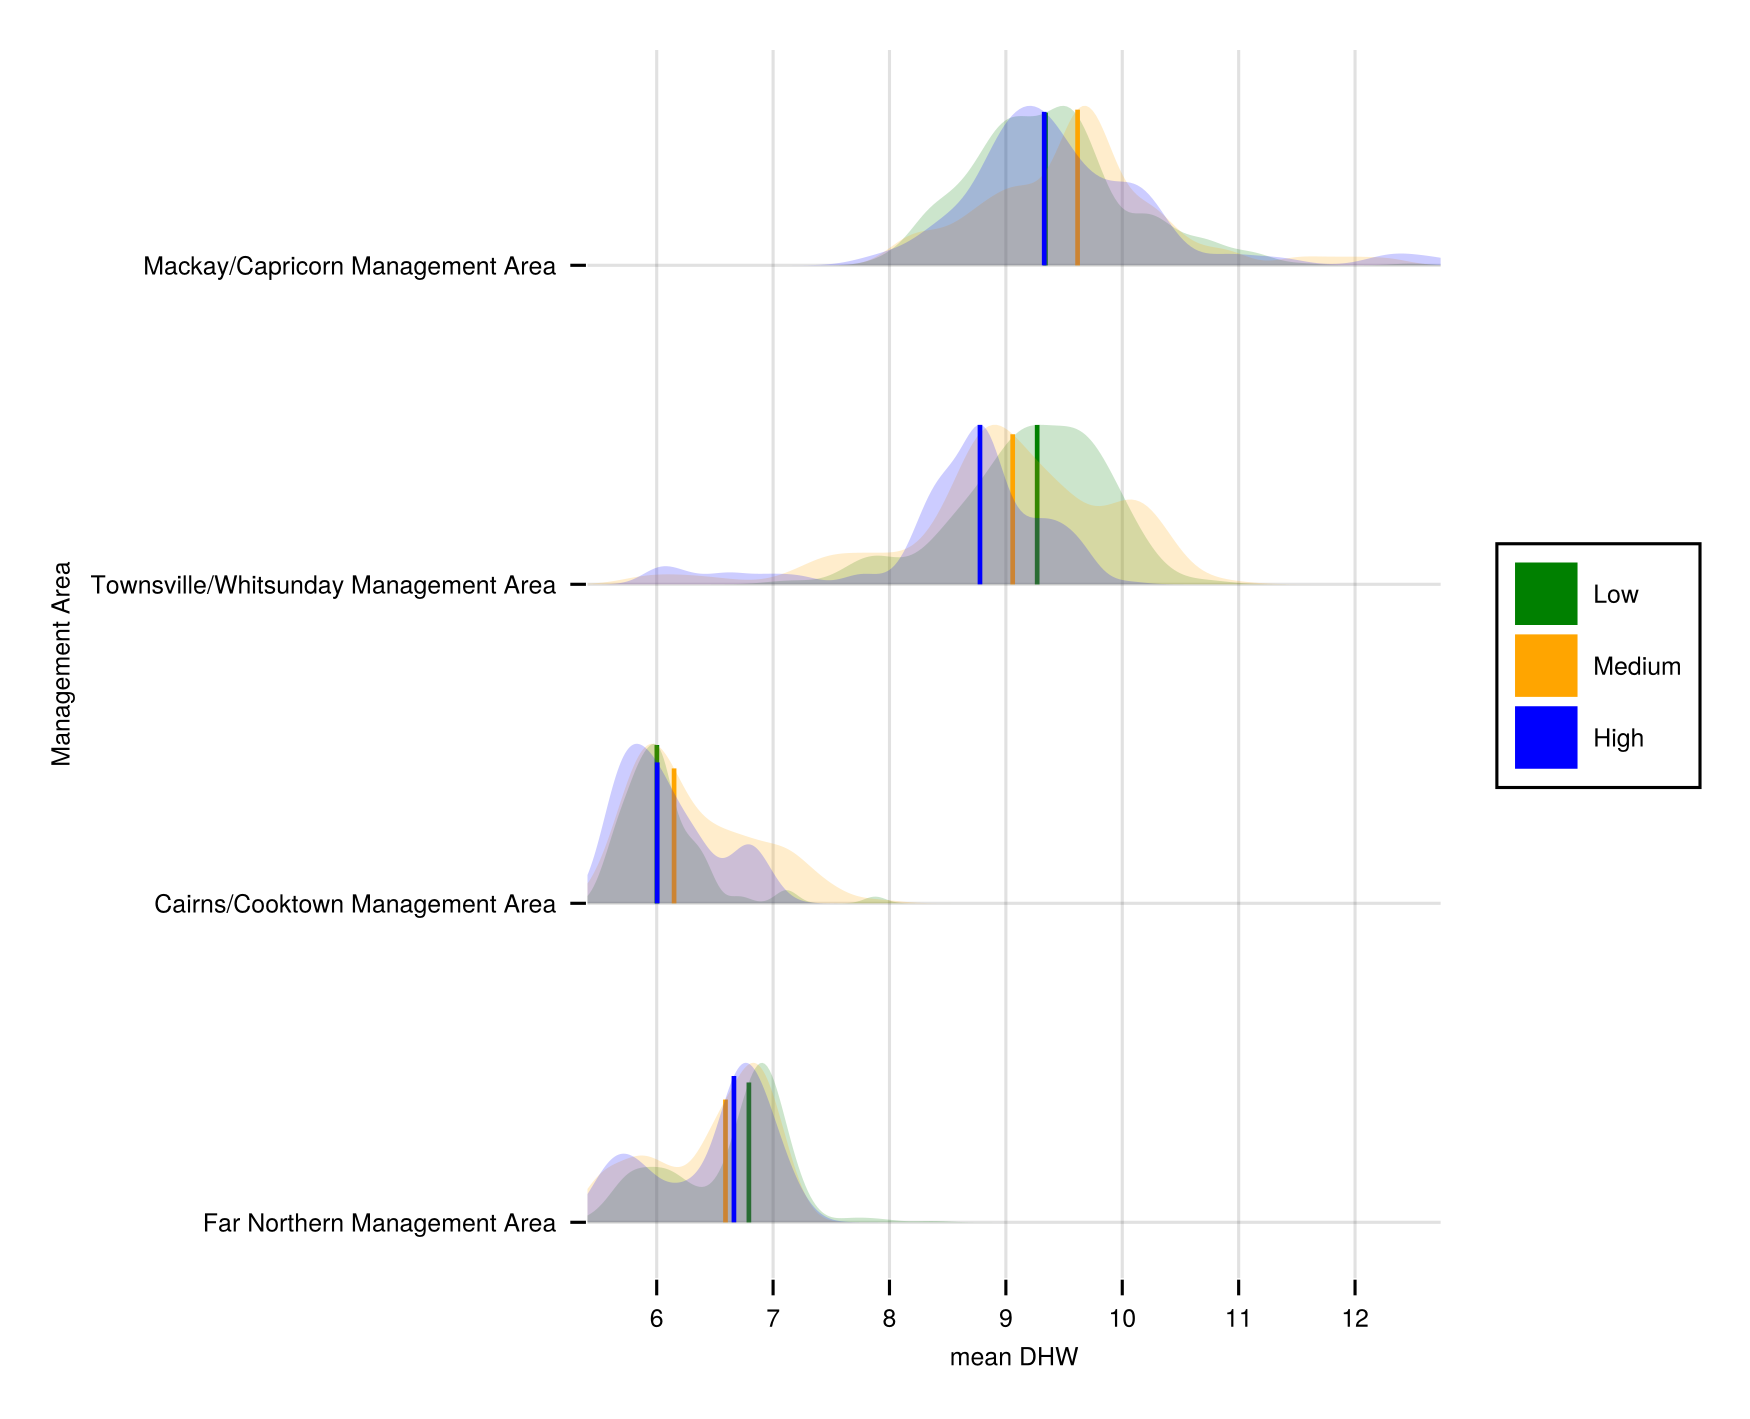 Mackay/Capricorn Management Area
Townsville/Whitsunday Management Area
Cairns/Cooktown Management Area
Far Northern Management Area
Management Area
6 7 8 9 10 11 12
mean DHW
Low
Medium
High